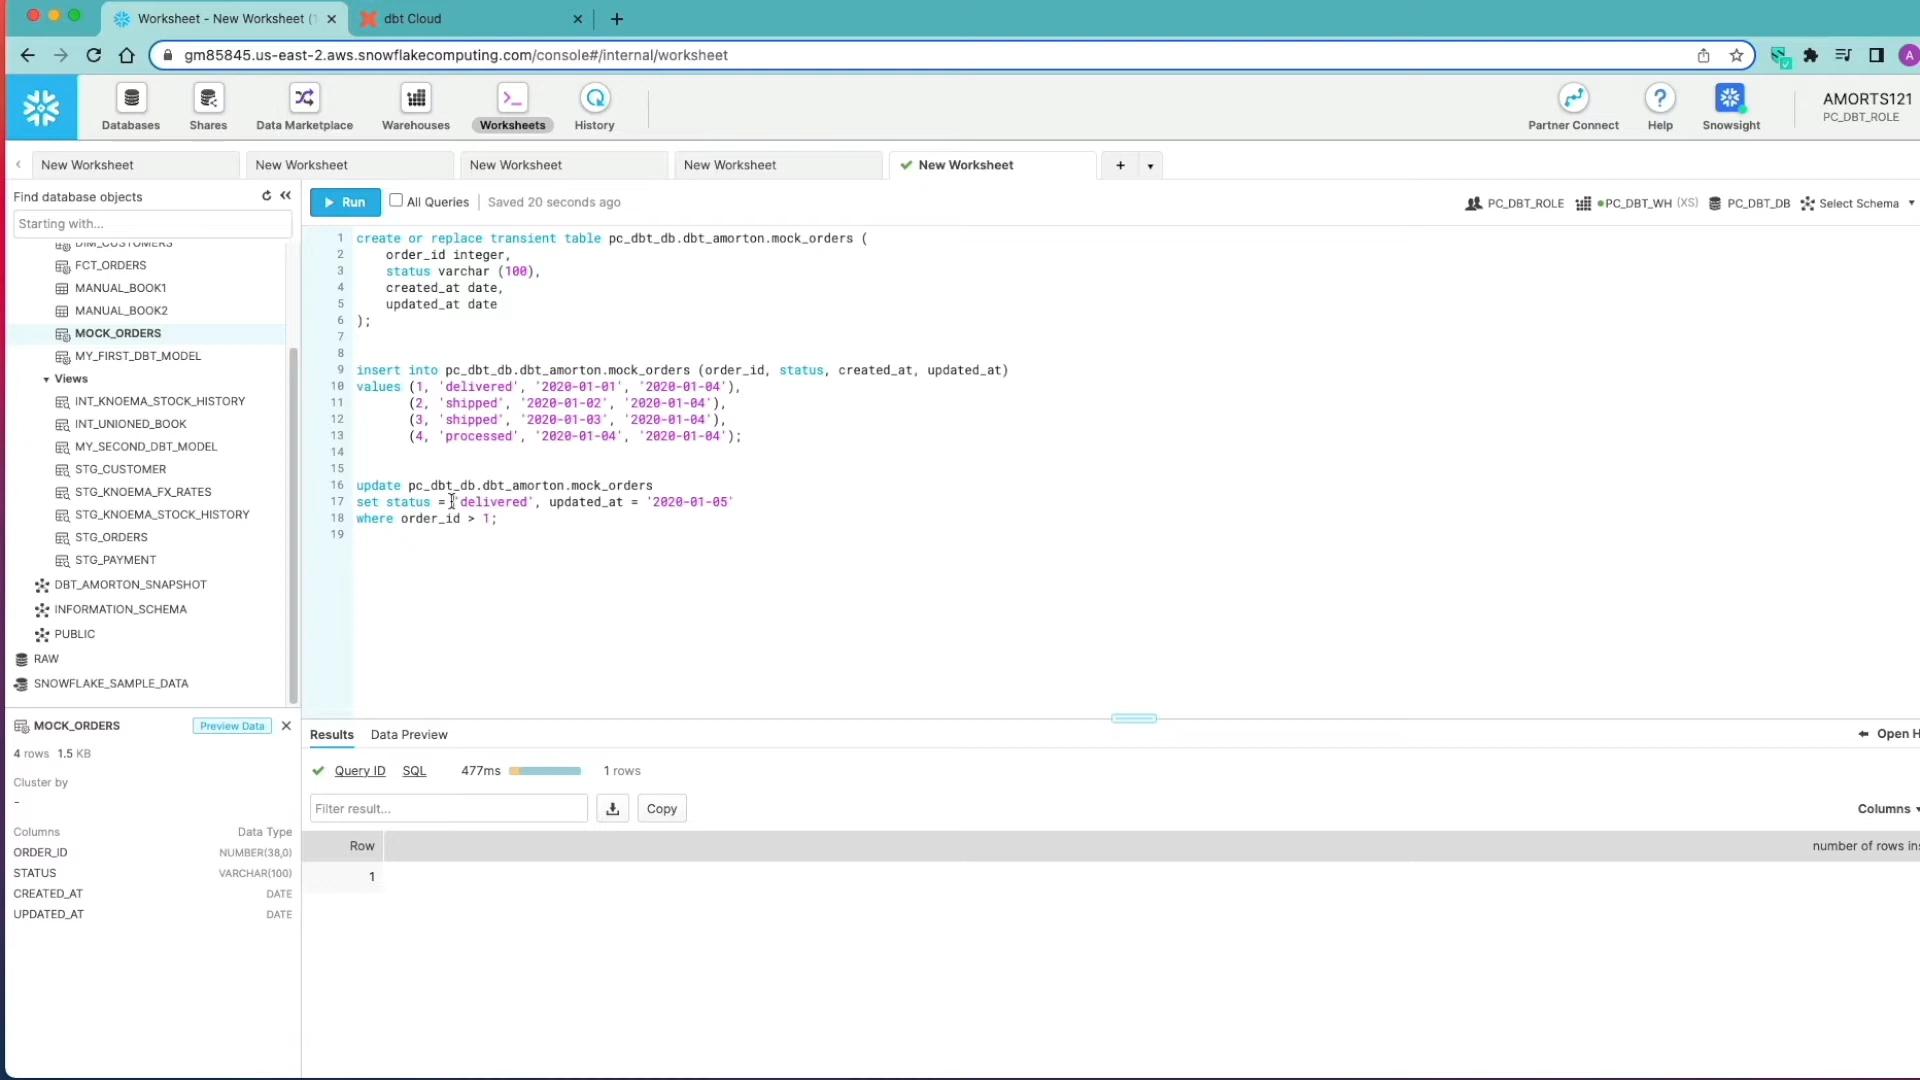 Worksheet - New Worksheet (
dbt Cloud
gm85845.us-east-2.aws.snowflakecomputing.com/console#/internal/worksheet
A
Databases
Shares
Data Marketplace
Warehouses
Worksheets
History
Partner Connect
Help
Snowsight
AMORTS121
PC_DBT_ROLE
New Worksheet
New Worksheet
New Worksheet
New Worksheet
New Worksheet
Find database objects
Starting with...
DIM_CUSTOMERS
FCT_ORDERS
MANUAL_BOOK1
MANUAL_BOOK2
MOCK_ORDERS
MY_FIRST_DBT_MODEL
Views
INT_KNOEMA_STOCK_HISTORY
INT_UNIONED_BOOK
MY_SECOND_DBT_MODEL
STG_CUSTOMER
STG_KNOEMA_FX_RATES
STG_KNOEMA_STOCK_HISTORY
STG_ORDERS
STG_PAYMENT
DBT_AMORTON_SNAPSHOT
INFORMATION_SCHEMA
PUBLIC
RAW
SNOWFLAKE_SAMPLE_DATA
Run
All Queries
Saved 20 seconds ago
PC_DBT_ROLE
PC_DBT_WH (XS)
PC_DBT_DB
Select Schema
1 create or replace transient table pc_dbt_db.dbt_amorton.mock_orders (
2 order_id integer,
3 status varchar (100),
4 created_at date,
5 updated_at date
6 );
7
8
9 insert into pc_dbt_db.dbt_amorton.mock_orders (order_id, status, created_at, updated_at)
10 values (1, 'delivered', '2020-01-01', '2020-01-04'),
11 (2, 'shipped', '2020-01-02', '2020-01-04'),
12 (3, 'shipped', '2020-01-03', '2020-01-04'),
13 (4, 'processed', '2020-01-04', '2020-01-04');
14
15
16 update pc_dbt_db.dbt_amorton.mock_orders
17 set status = 'delivered', updated_at = '2020-01-05'
18 where order_id > 1;
19
MOCK_ORDERS
Preview Data
4 rows 1.5 KB
Cluster by
-
Columns Data Type
ORDER_ID NUMBER(38,0)
STATUS VARCHAR(100)
CREATED_AT DATE
UPDATED_AT DATE
Results
Data Preview
Open H
Query ID
SQL
477ms
1 rows
Filter result...
Copy
Columns
Row
number of rows ins
1